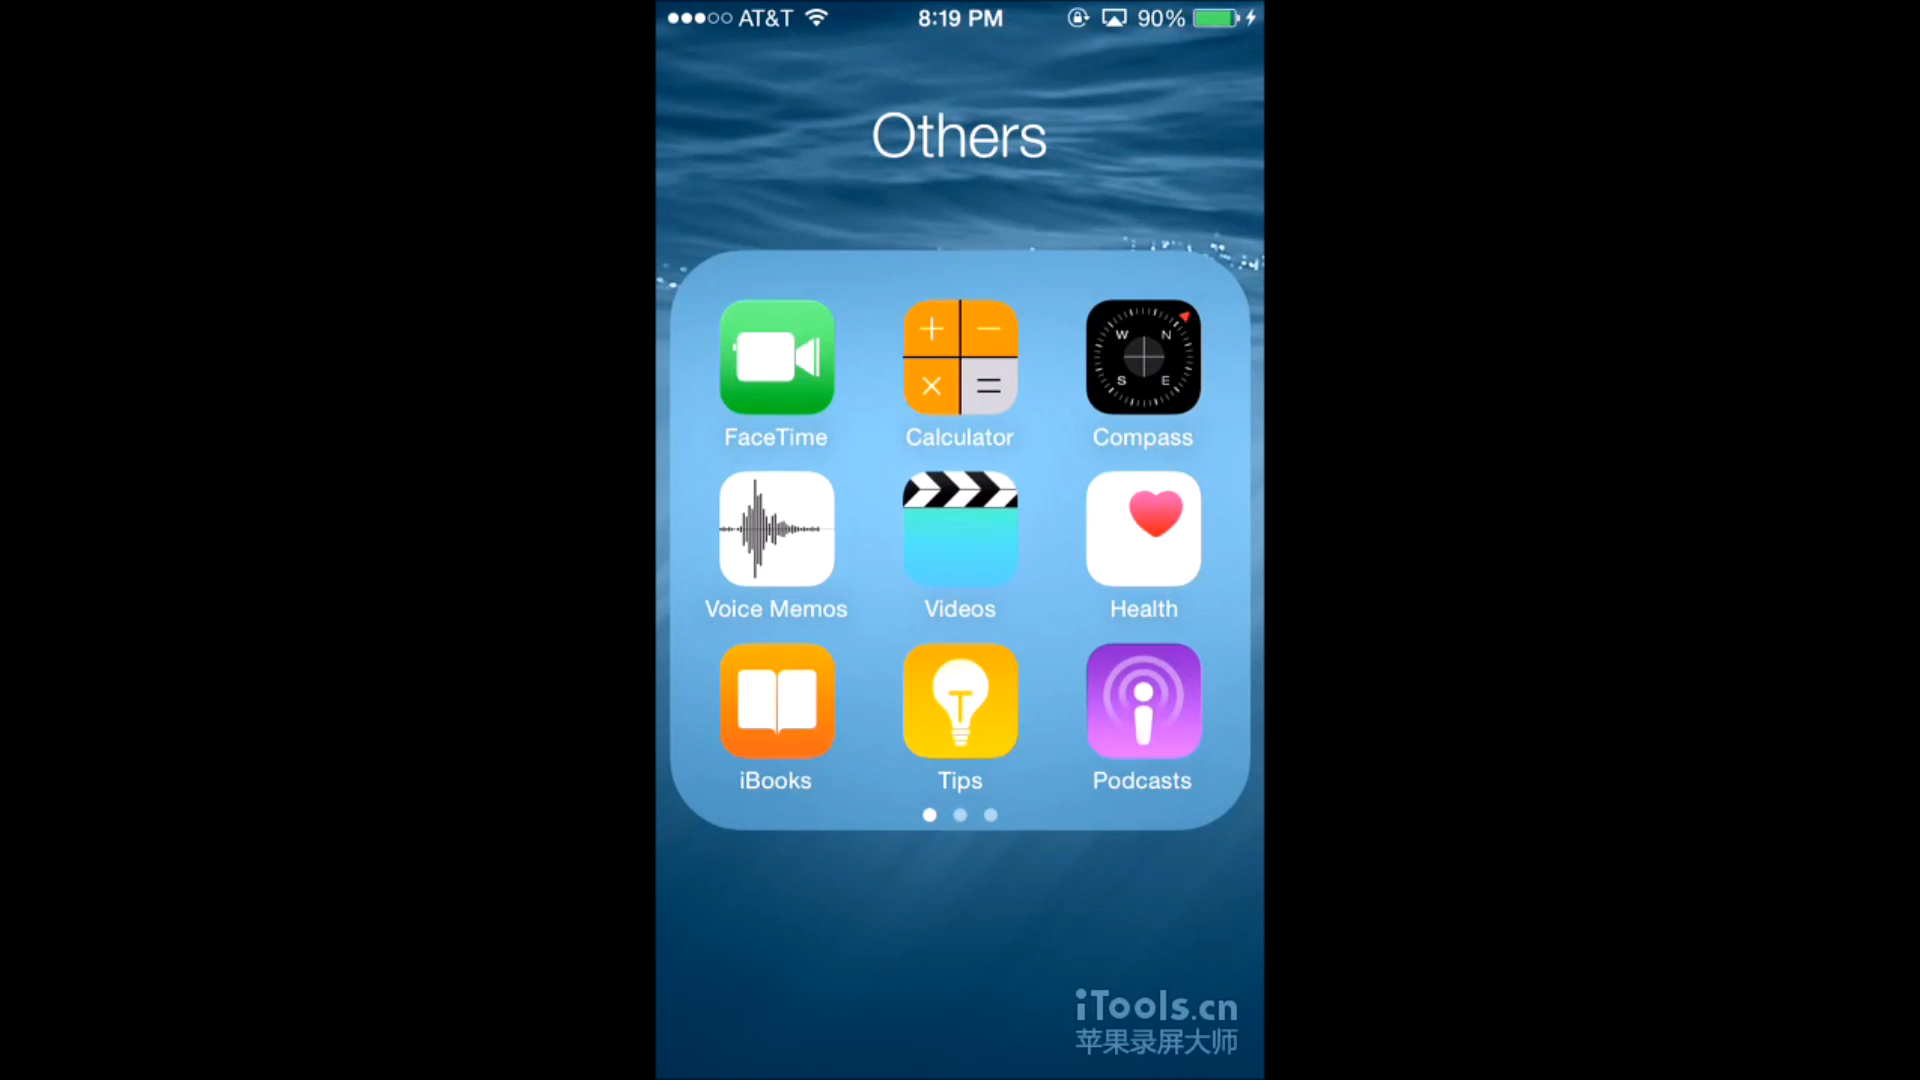 AT&T 8:19 PM 90%
Others
FaceTime Calculator Compass
Voice Memos Videos Health
iBooks Tips Podcasts
iTools.cn
苹果录屏大师